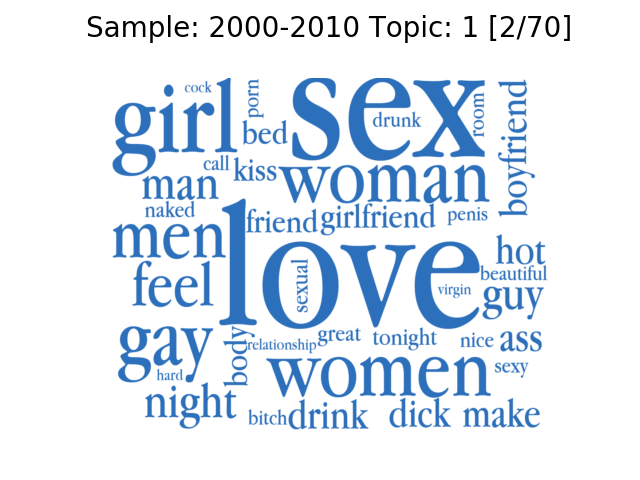 Sample: 2000-2010 Topic: 1 [2/70]
cock
porn
girl
sex
drunk
room
boyfriend
bed
call
kiss
woman
man
naked
friend
girlfriend
penis
men
love
hot
feel
sexual
beautiful
virgin
guy
gay
body
relationship
great
tonight
nice
ass
hard
women
sexy
night
bitch
drink
dick
make